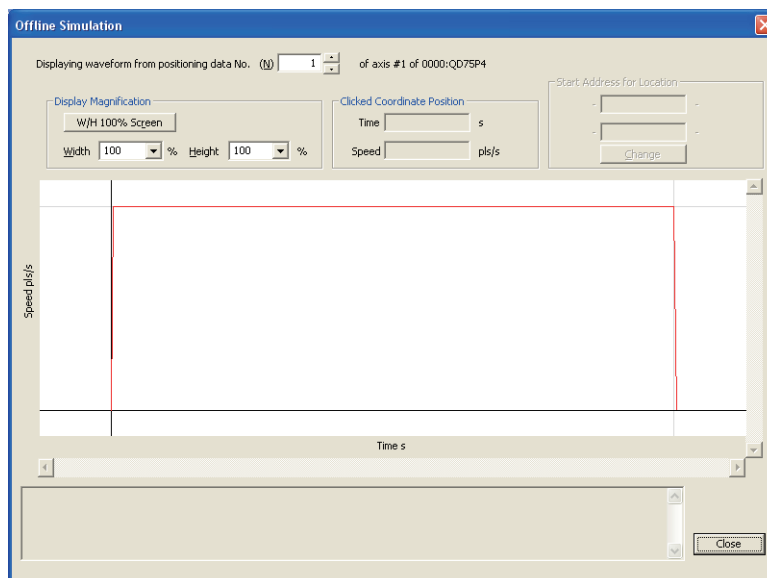 Offline Simulation
Displaying waveform from positioning data No. (N) 1 of axis #1 of 0000:QD75P4
Display Magnification
W/H 100% Screen
Width 100 % Height 100 %
Clicked Coordinate Position
Time s
Speed pls/s
Start Address for Location
- -
- -
Change
Speed pls/s
Time s
Close